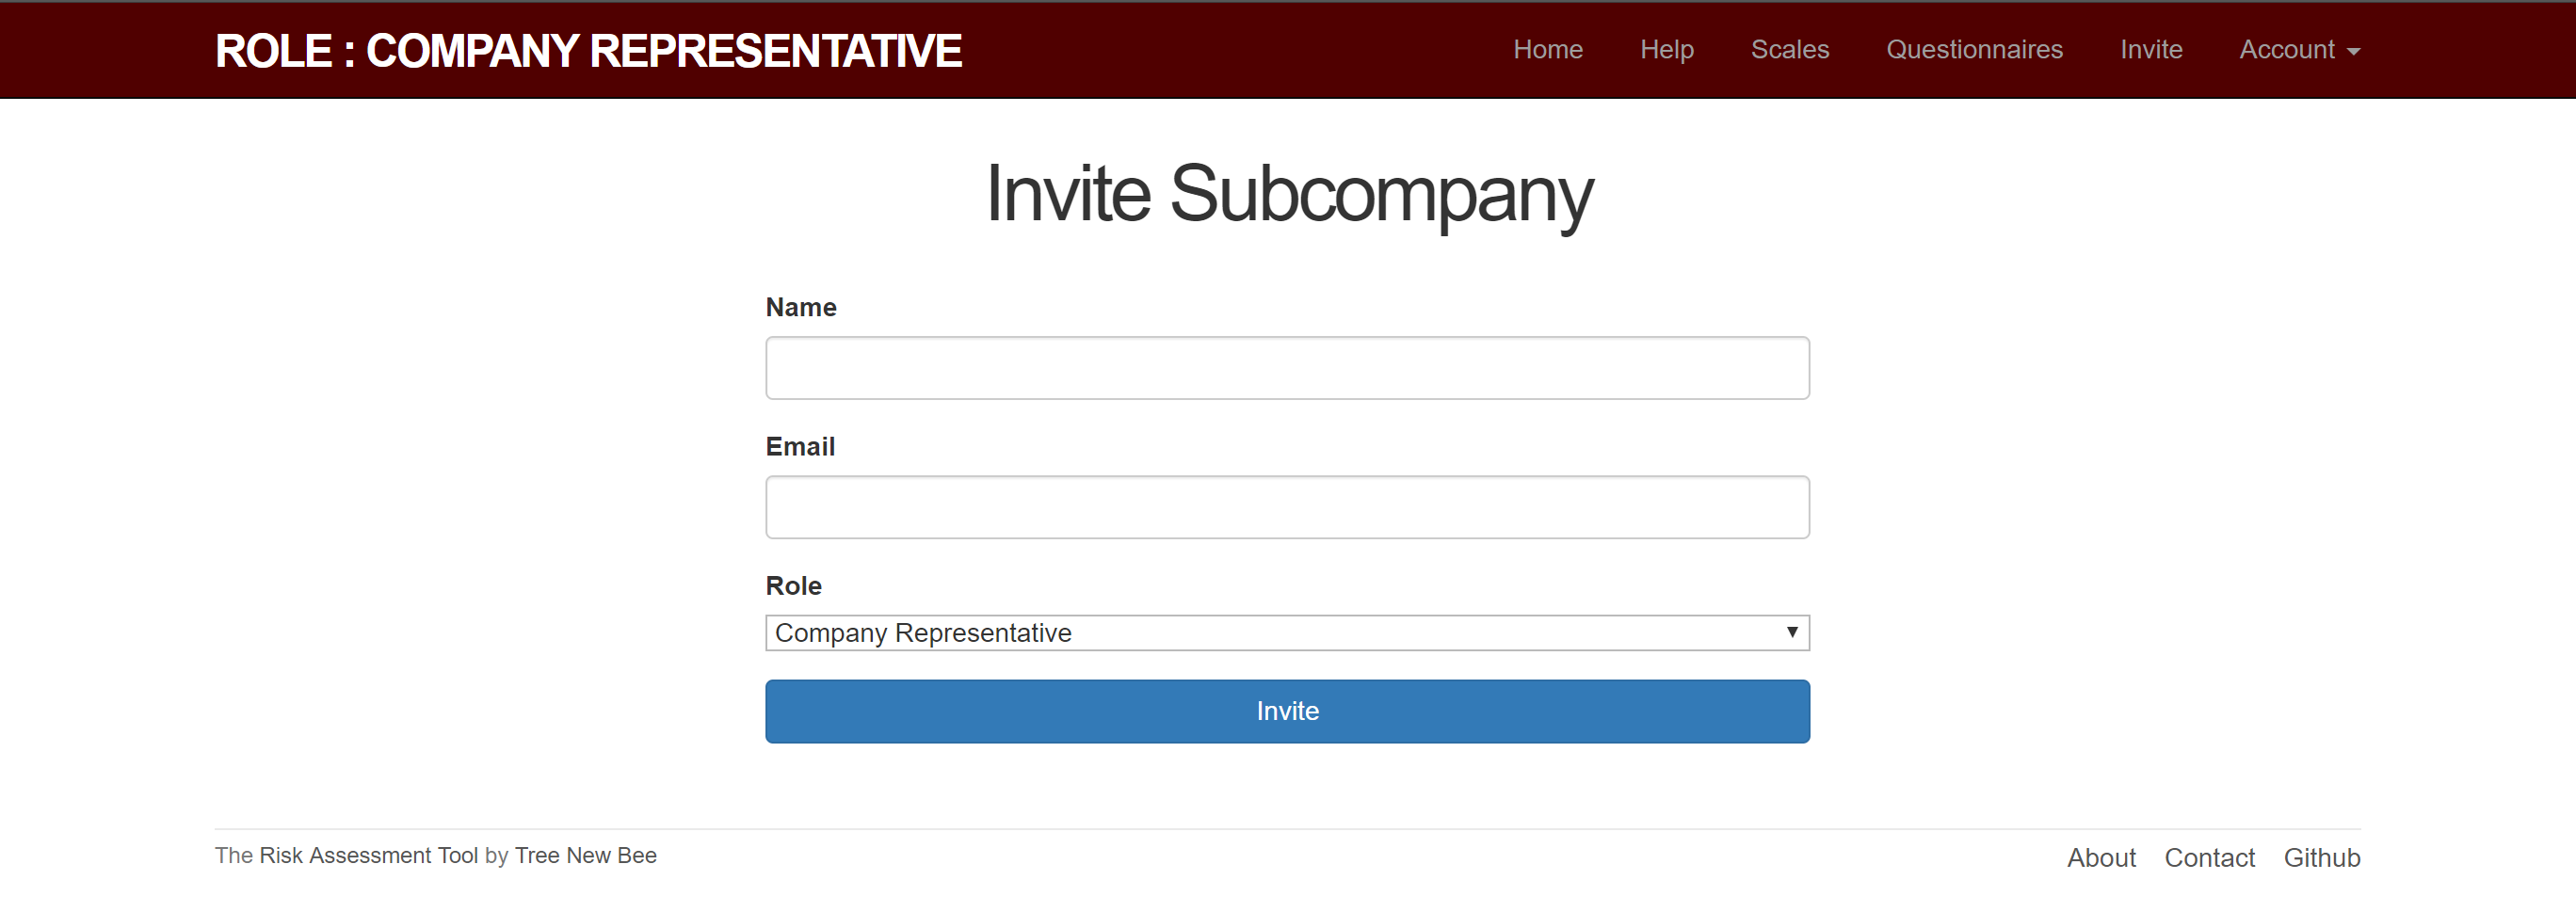 ROLE : COMPANY REPRESENTATIVE Home Help Scales Questionnaires Invite Account
Invite Subcompany
Name
Email
Role
Company Representative
Invite
The Risk Assessment Tool by Tree New Bee About Contact Github